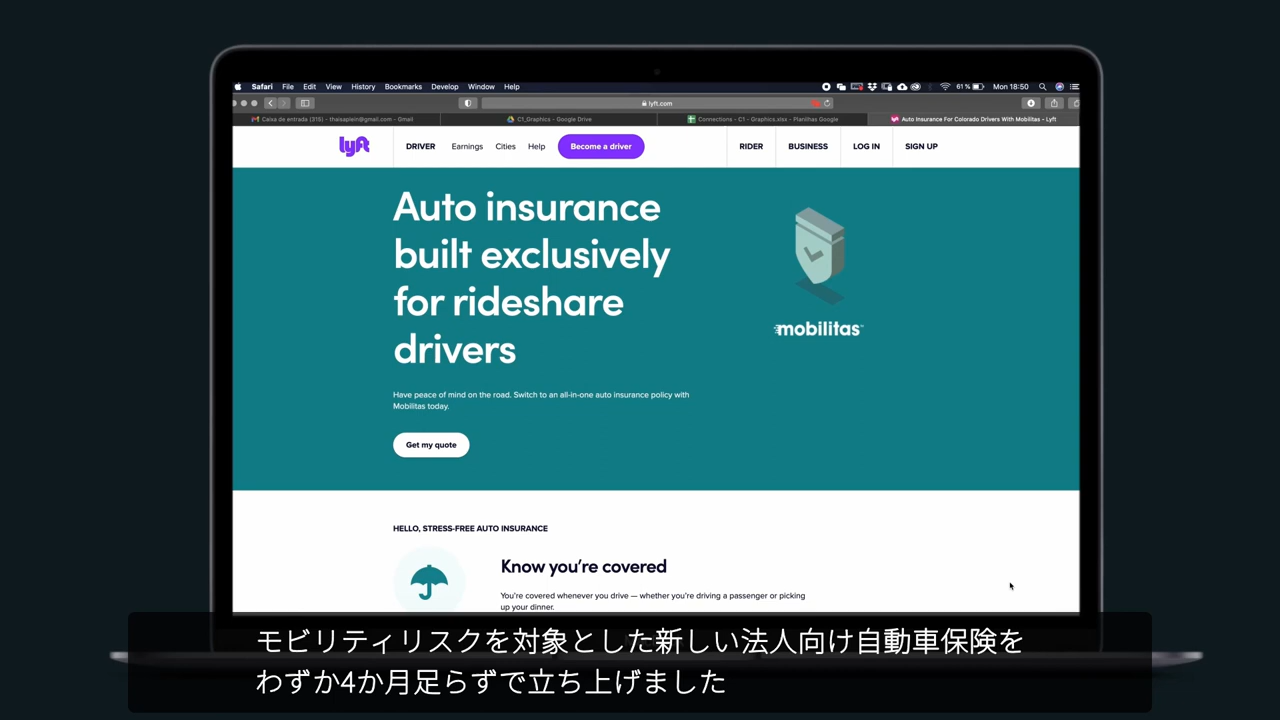 Safari File Edit View History Bookmarks Develop Window Help 61% Mon 18:50
lyft.com
Caixa de entrada (315) - thaisapiein@gmail.com - Gmail C1_Graphics - Google Drive Connections - C1 - Graphics.xlsx - Planilhas Google Auto Insurance For Colorado Drivers With Mobilitas - Lyft
lyft DRIVER Earnings Cities Help Become a driver RIDER BUSINESS LOG IN SIGN UP
Auto insurance
built exclusively
for rideshare
drivers
mobilitas
Have peace of mind on the road. Switch to an all-in-one auto insurance policy with
Mobilitas today.
Get my quote
HELLO, STRESS-FREE AUTO INSURANCE
Know you’re covered
You’re covered whenever you drive — whether you’re driving a passenger or picking
up your dinner.
モビリティリスクを対象とした新しい法人向け自動車保険を
わずか4か月足らずで立ち上げました